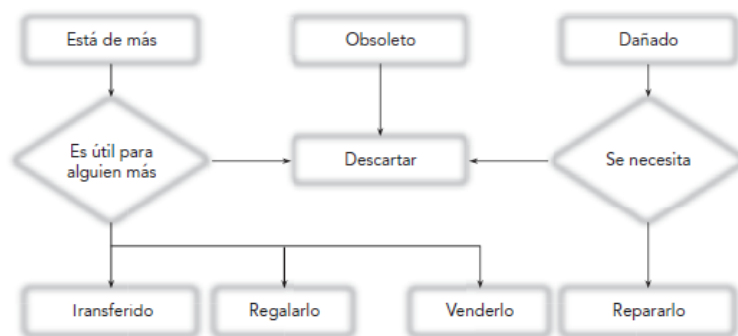 Está de más
Obsoleto
Dañado
Es útil para
alguien más
Descartar
Se necesita
Iransferido
Regalarlo
Venderlo
Repararlo